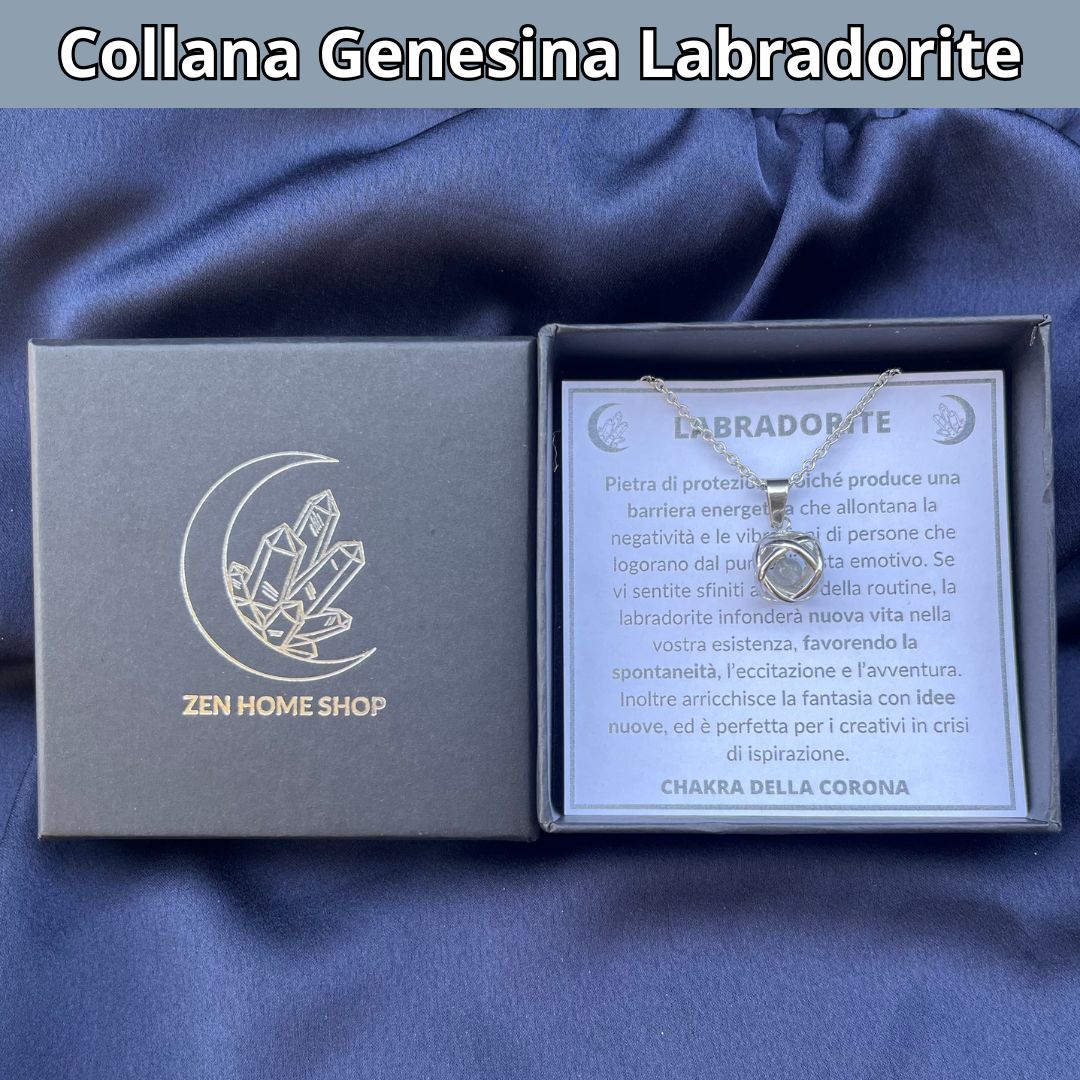 Collana Genesina Labradorite
ZEN HOME SHOP
LABRADORITE
Pietra di poiché produce una
barriera che allontana la
negatività e le di persone che
logorano dal emotivo. Se
vi sentite sfiniti della routine, la
labradorite infonderà nuova vita nella
vostra esistenza, favorendo la
spontaneità, l'eccitazione e l'avventura.
Inoltre arricchisce la fantasia con idee
nuove, ed è perfetta per i creativi in crisi
di ispirazione.
CHAKRA DELLA CORONA